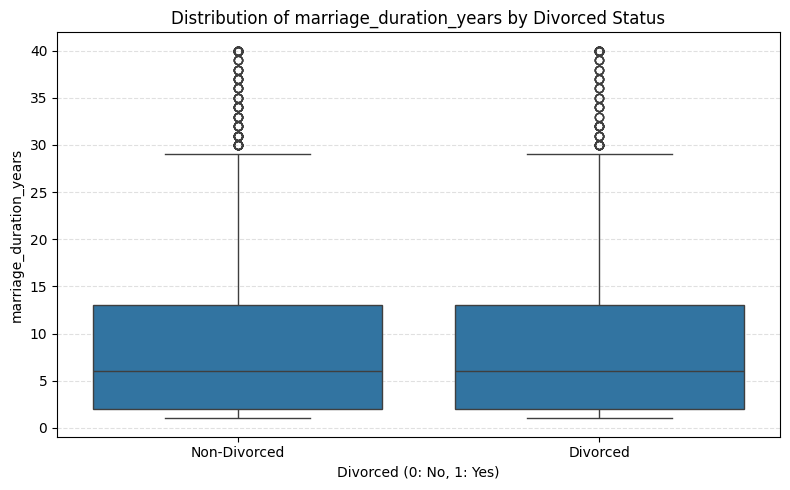 Distribution of marriage_duration_years by Divorced Status
marriage_duration_years
40
35
30
25
20
15
10
5
0
Non-Divorced
Divorced
Divorced (0: No, 1: Yes)